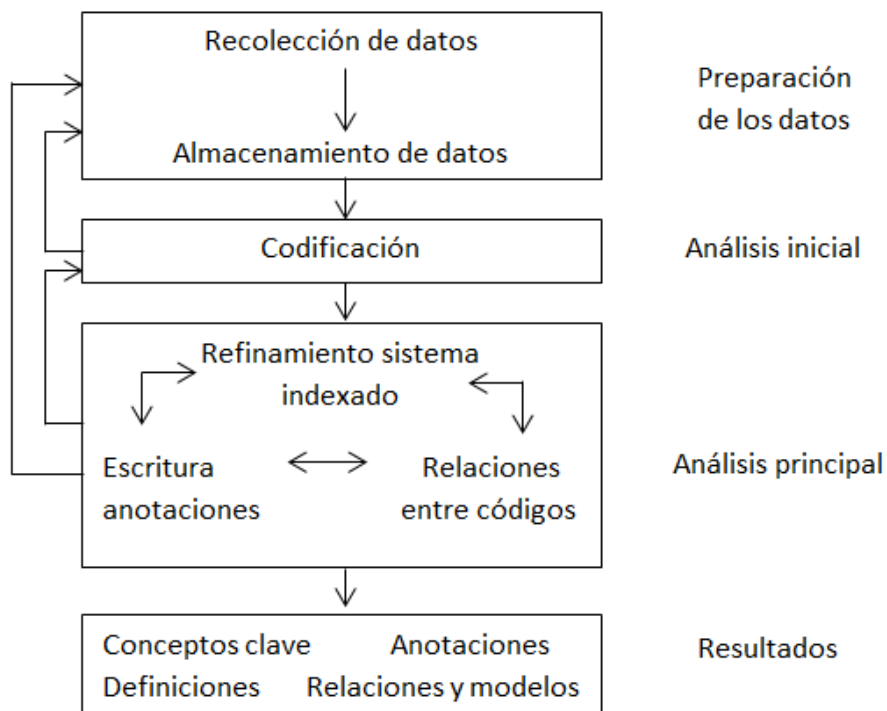 Recolección de datos
Preparación
de los datos
Almacenamiento de datos
Codificación
Análisis inicial
Refinamiento sistema
indexado
Escritura
anotaciones
Relaciones
entre códigos
Análisis principal
Conceptos clave Anotaciones
Definiciones Relaciones y modelos
Resultados